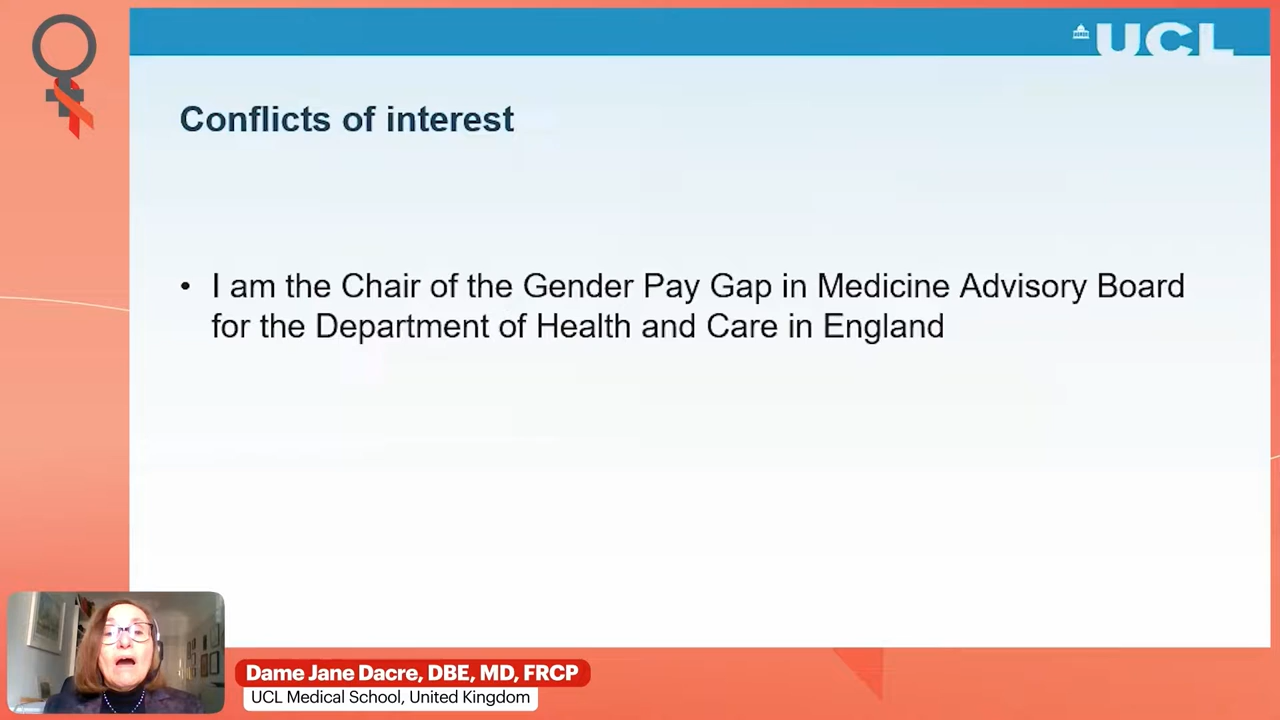 UCL
Conflicts of interest
• I am the Chair of the Gender Pay Gap in Medicine Advisory Board
for the Department of Health and Care in England
Dame Jane Dacre, DBE, MD, FRCP
UCL Medical School, United Kingdom